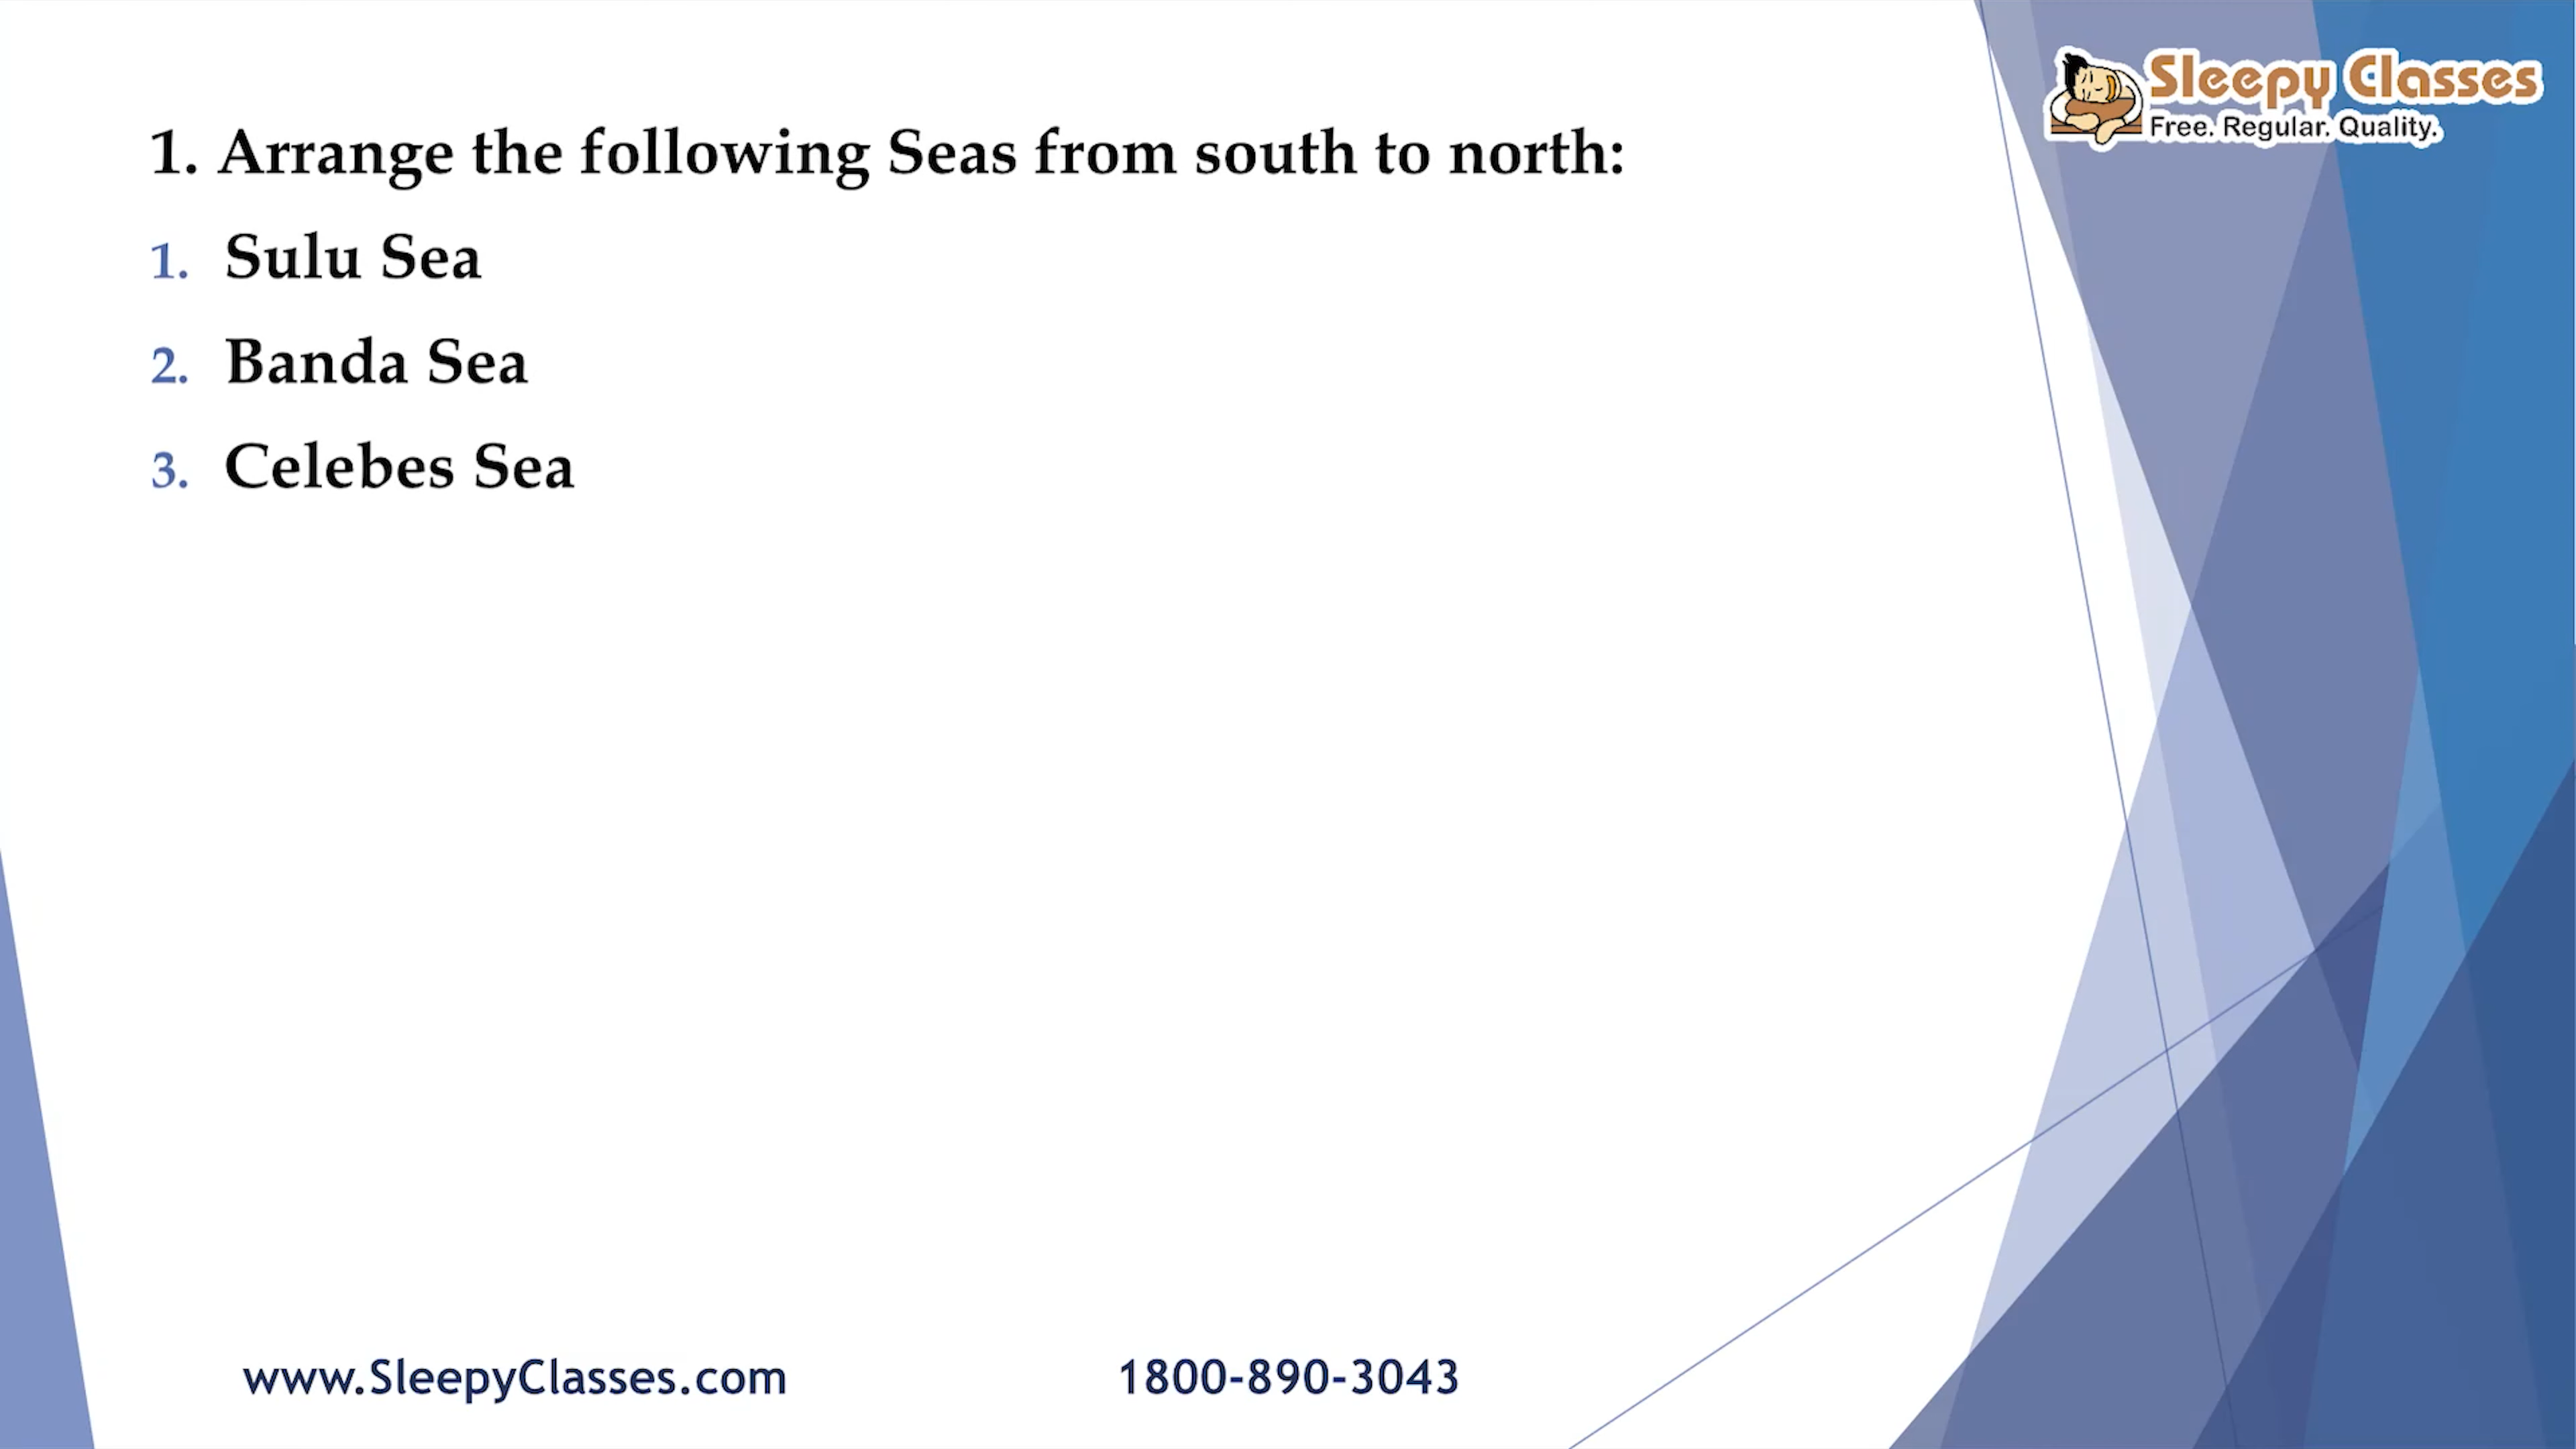 Sleepy Classes
Free. Regular. Quality.
1. Arrange the following Seas from south to north:
1. Sulu Sea
2. Banda Sea
3. Celebes Sea
www.SleepyClasses.com 1800-890-3043